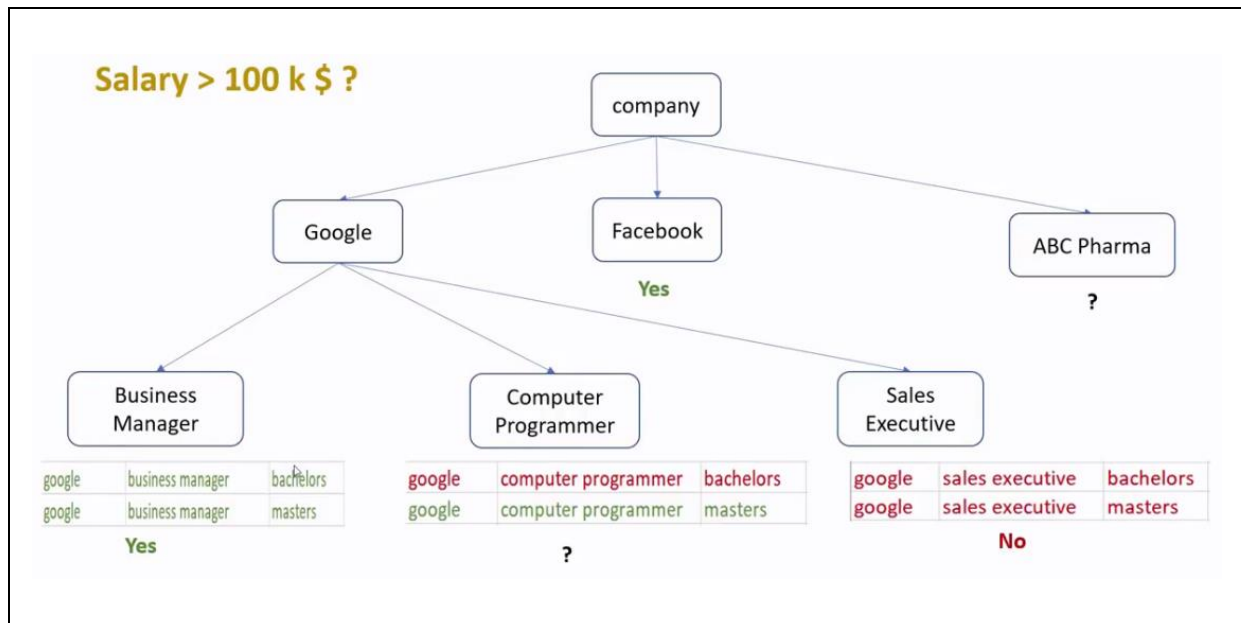 Salary > 100 k $ ?
company
Google
Facebook
ABC Pharma
Yes
?
Business
Manager
Computer
Programmer
Sales
Executive
google business manager bachelors
google business manager masters
Yes
google computer programmer bachelors
google computer programmer masters
?
google sales executive bachelors
google sales executive masters
No